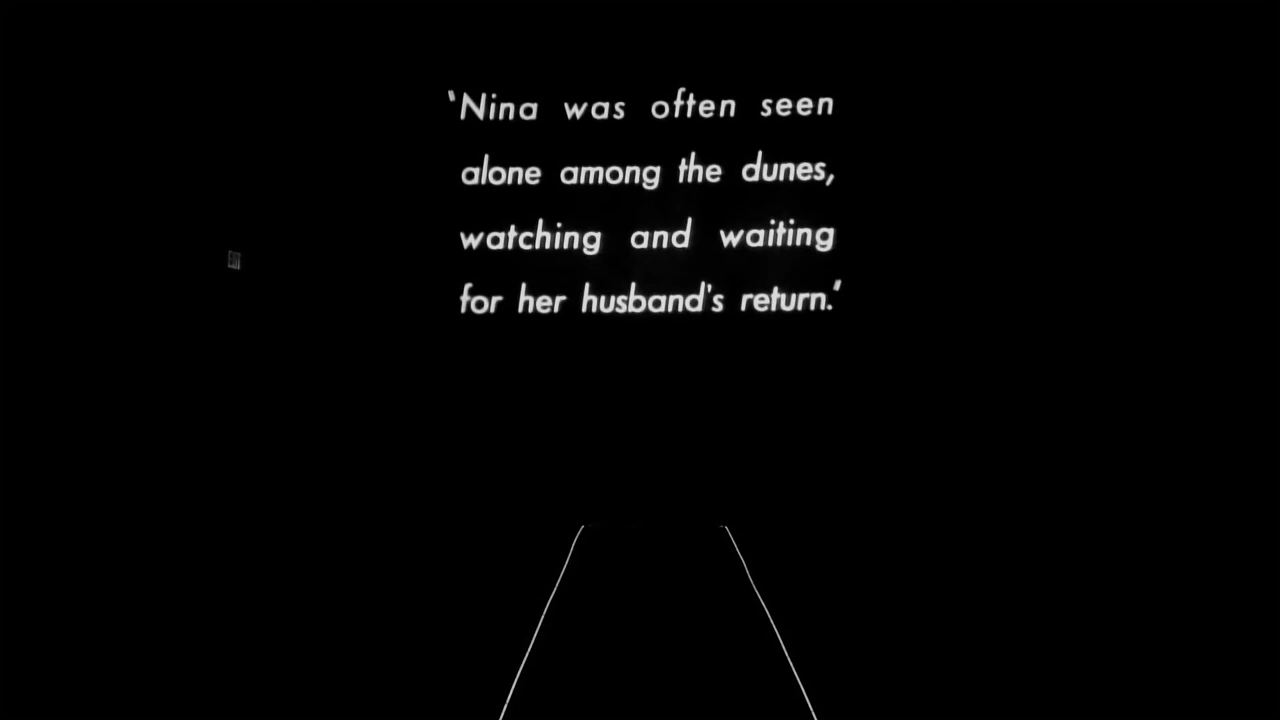 ‘Nina was often seen
alone among the dunes,
watching and waiting
for her husband's return.’